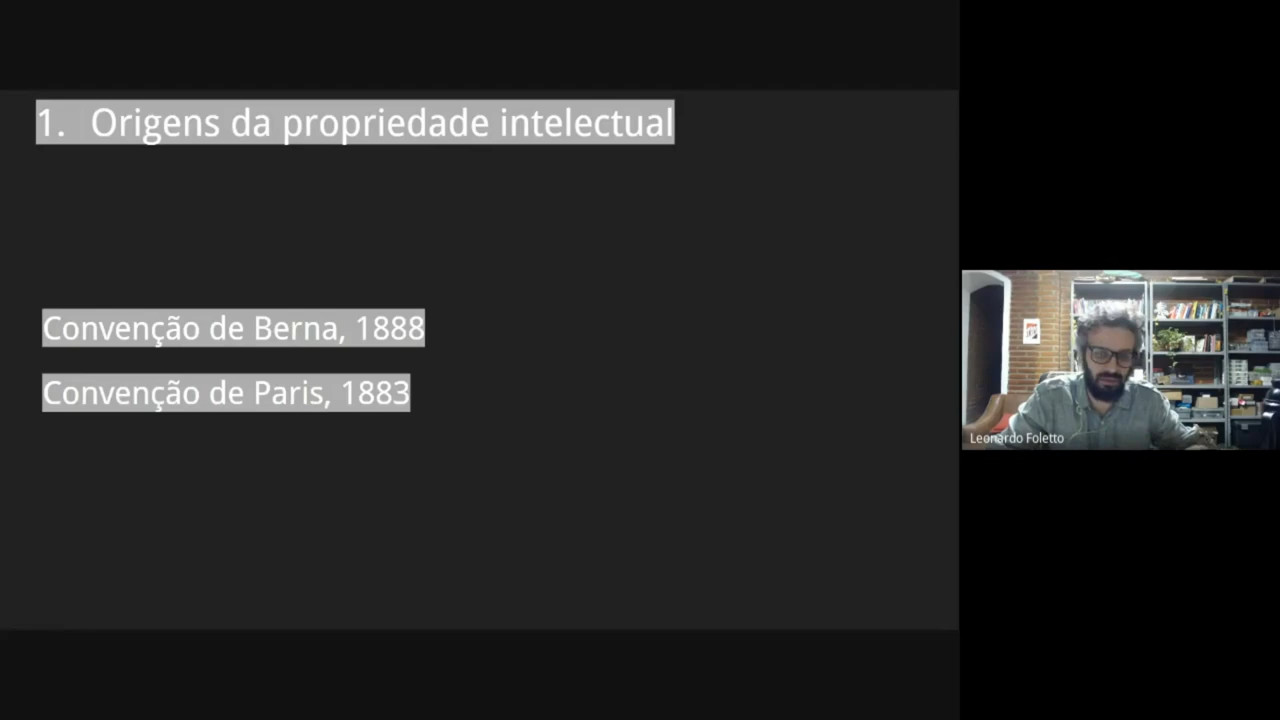 1. Origens da propriedade intelectual
Convenção de Berna, 1888
Convenção de Paris, 1883
Leonardo Foletto